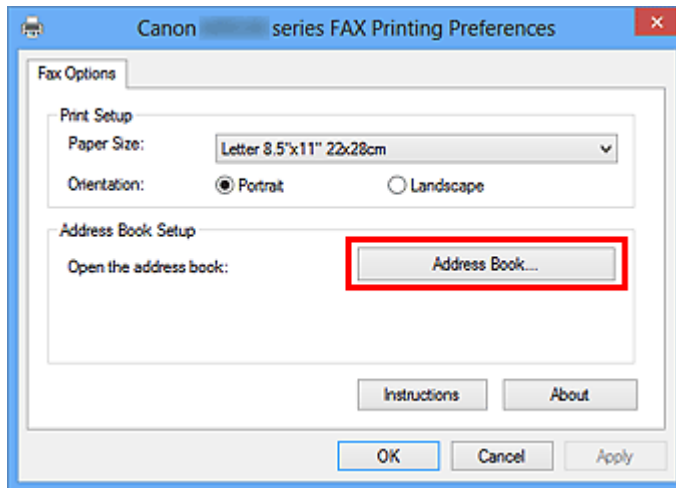 Canon series FAX Printing Preferences
Fax Options
Print Setup
Paper Size: Letter 8.5"x11" 22x28cm
Orientation: Portrait Landscape
Address Book Setup
Open the address book: Address Book...
Instructions About
OK Cancel Apply